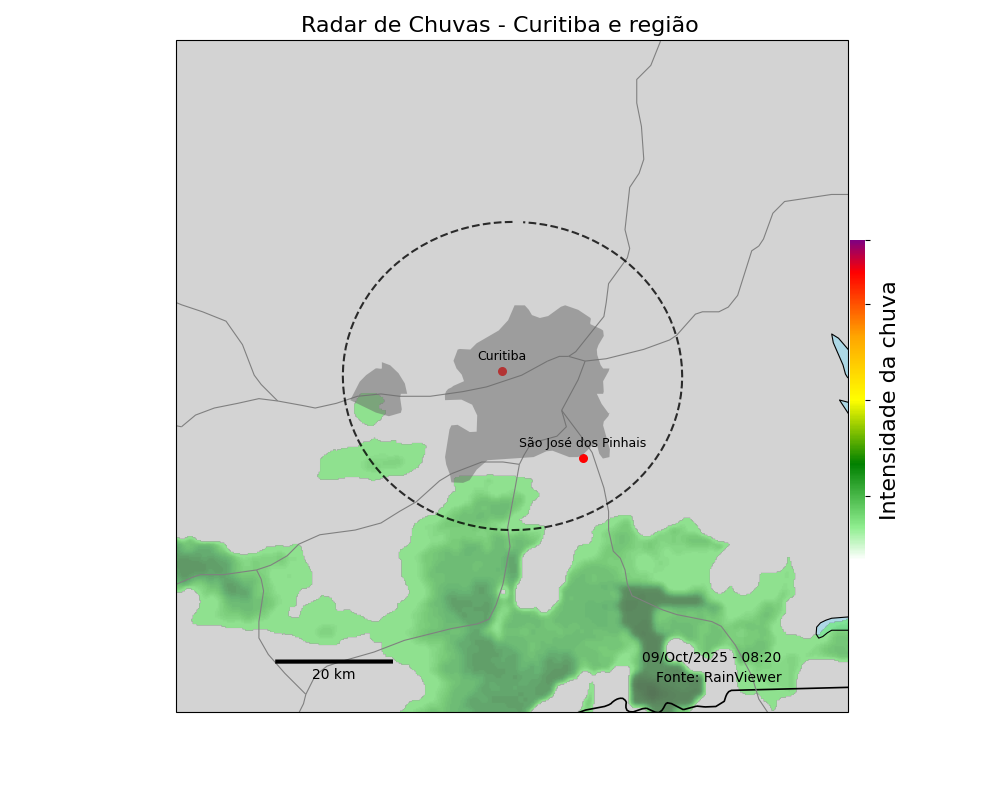 Radar de Chuvas - Curitiba e região
Curitiba
São José dos Pinhais
Intensidade da chuva
09/Oct/2025 - 08:20
Fonte: RainViewer
20 km